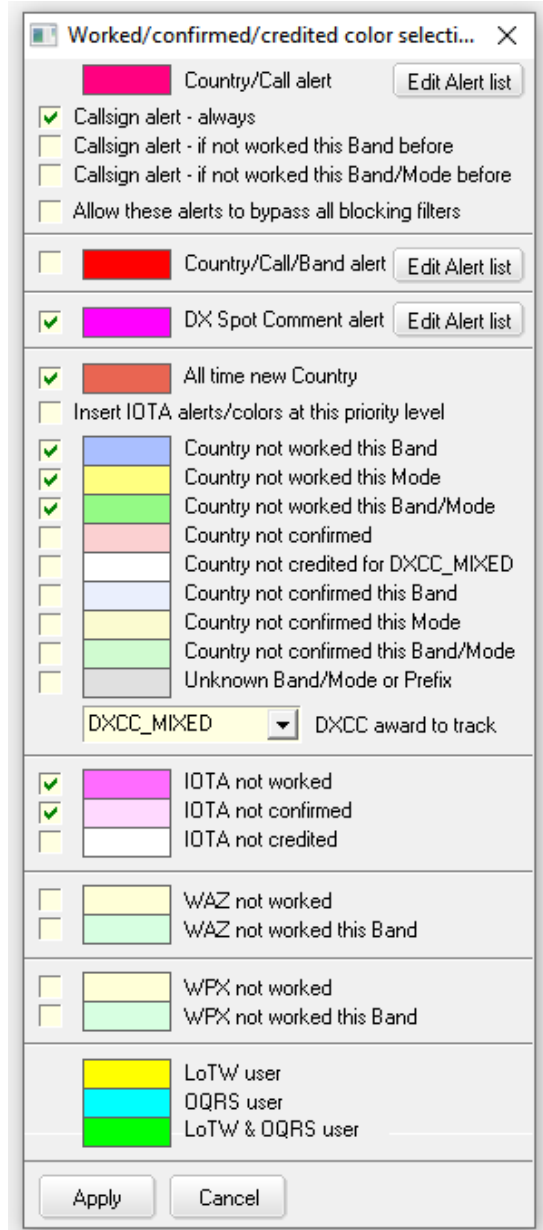 Worked/confirmed/credited color selecti...
Country/Call alert Edit Alert list
Callsign alert - always
Callsign alert - if not worked this Band before
Callsign alert - if not worked this Band/Mode before
Allow these alerts to bypass all blocking filters
Country/Call/Band alert Edit Alert list
DX Spot Comment alert Edit Alert list
All time new Country
Insert IOTA alerts/colors at this priority level
Country not worked this Band
Country not worked this Mode
Country not worked this Band/Mode
Country not confirmed
Country not credited for DXCC_MIXED
Country not confirmed this Band
Country not confirmed this Mode
Country not confirmed this Band/Mode
Unknown Band/Mode or Prefix
DXCC_MIXED DXCC award to track
IOTA not worked
IOTA not confirmed
IOTA not credited
WAZ not worked
WAZ not worked this Band
WPX not worked
WPX not worked this Band
LoTW user
OQRS user
LoTW & OQRS user
Apply Cancel